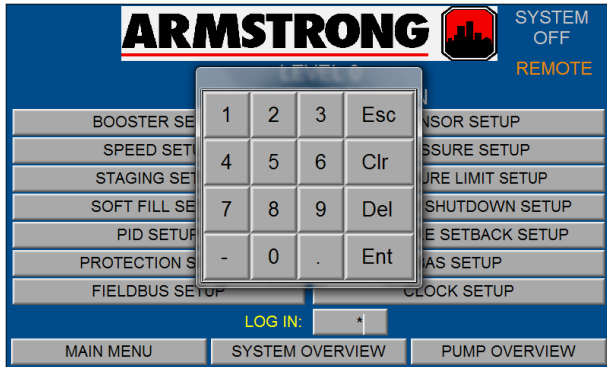 ARMSTRONG
SYSTEM
OFF
REMOTE
1 2 3 Esc
4 5 6 Clr
7 8 9 Del
- 0 . Ent
BOOSTER SE
NSOR SETUP
SPEED SETU
SSURE SETUP
STAGING SET
URE LIMIT SETUP
SOFT FILL SE
SHUTDOWN SETUP
PID SETUP
E SETBACK SETUP
PROTECTION S
BAS SETUP
FIELDBUS SETUP
CLOCK SETUP
LOG IN: *
MAIN MENU SYSTEM OVERVIEW PUMP OVERVIEW